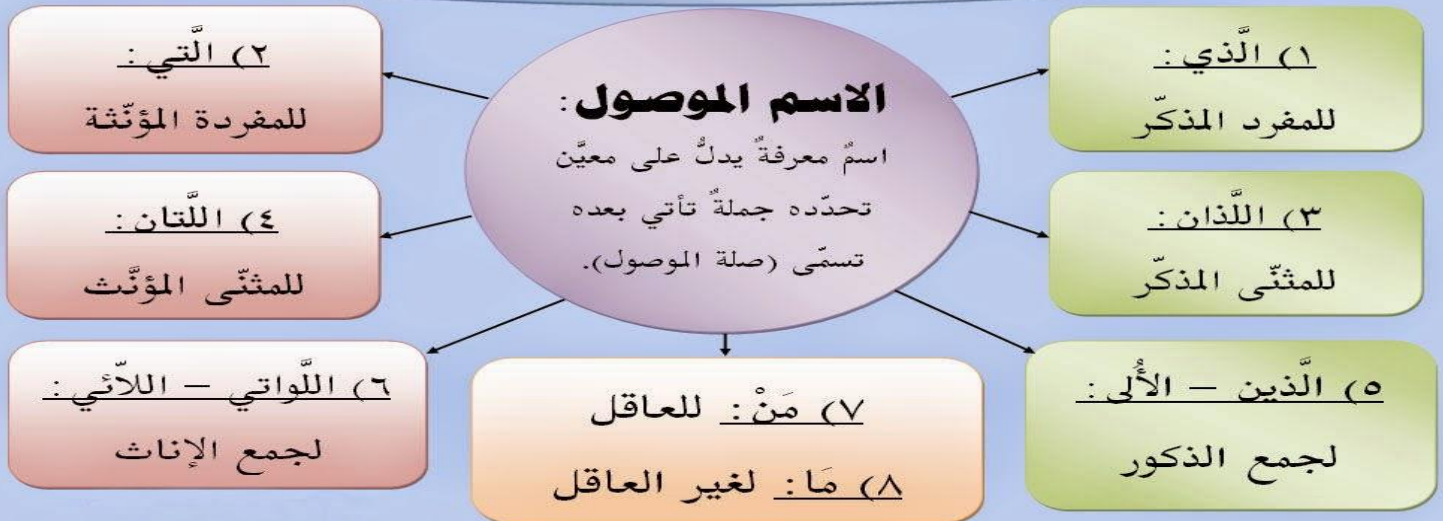 الاسم الموصول:
اسمٌ معرفةٌ يدلُّ على معيَّن
تحدّده جملةٌ تأتي بعده
تسمّى (صلة الموصول).
١) الَّذي:
للمفرد المذكّر
٢) الَّتي:
للمفردة المؤنّثة
٣) اللَّذان:
للمثنّى المذكّر
٤) اللَّتان:
للمثنّى المؤنَّث
٥) الَّذين – الأُلى:
لجمع الذكور
٦) اللَّواتي – اللاّئي:
لجمع الإناث
٧) مَنْ: للعاقل
٨) مَا: لغير العاقل